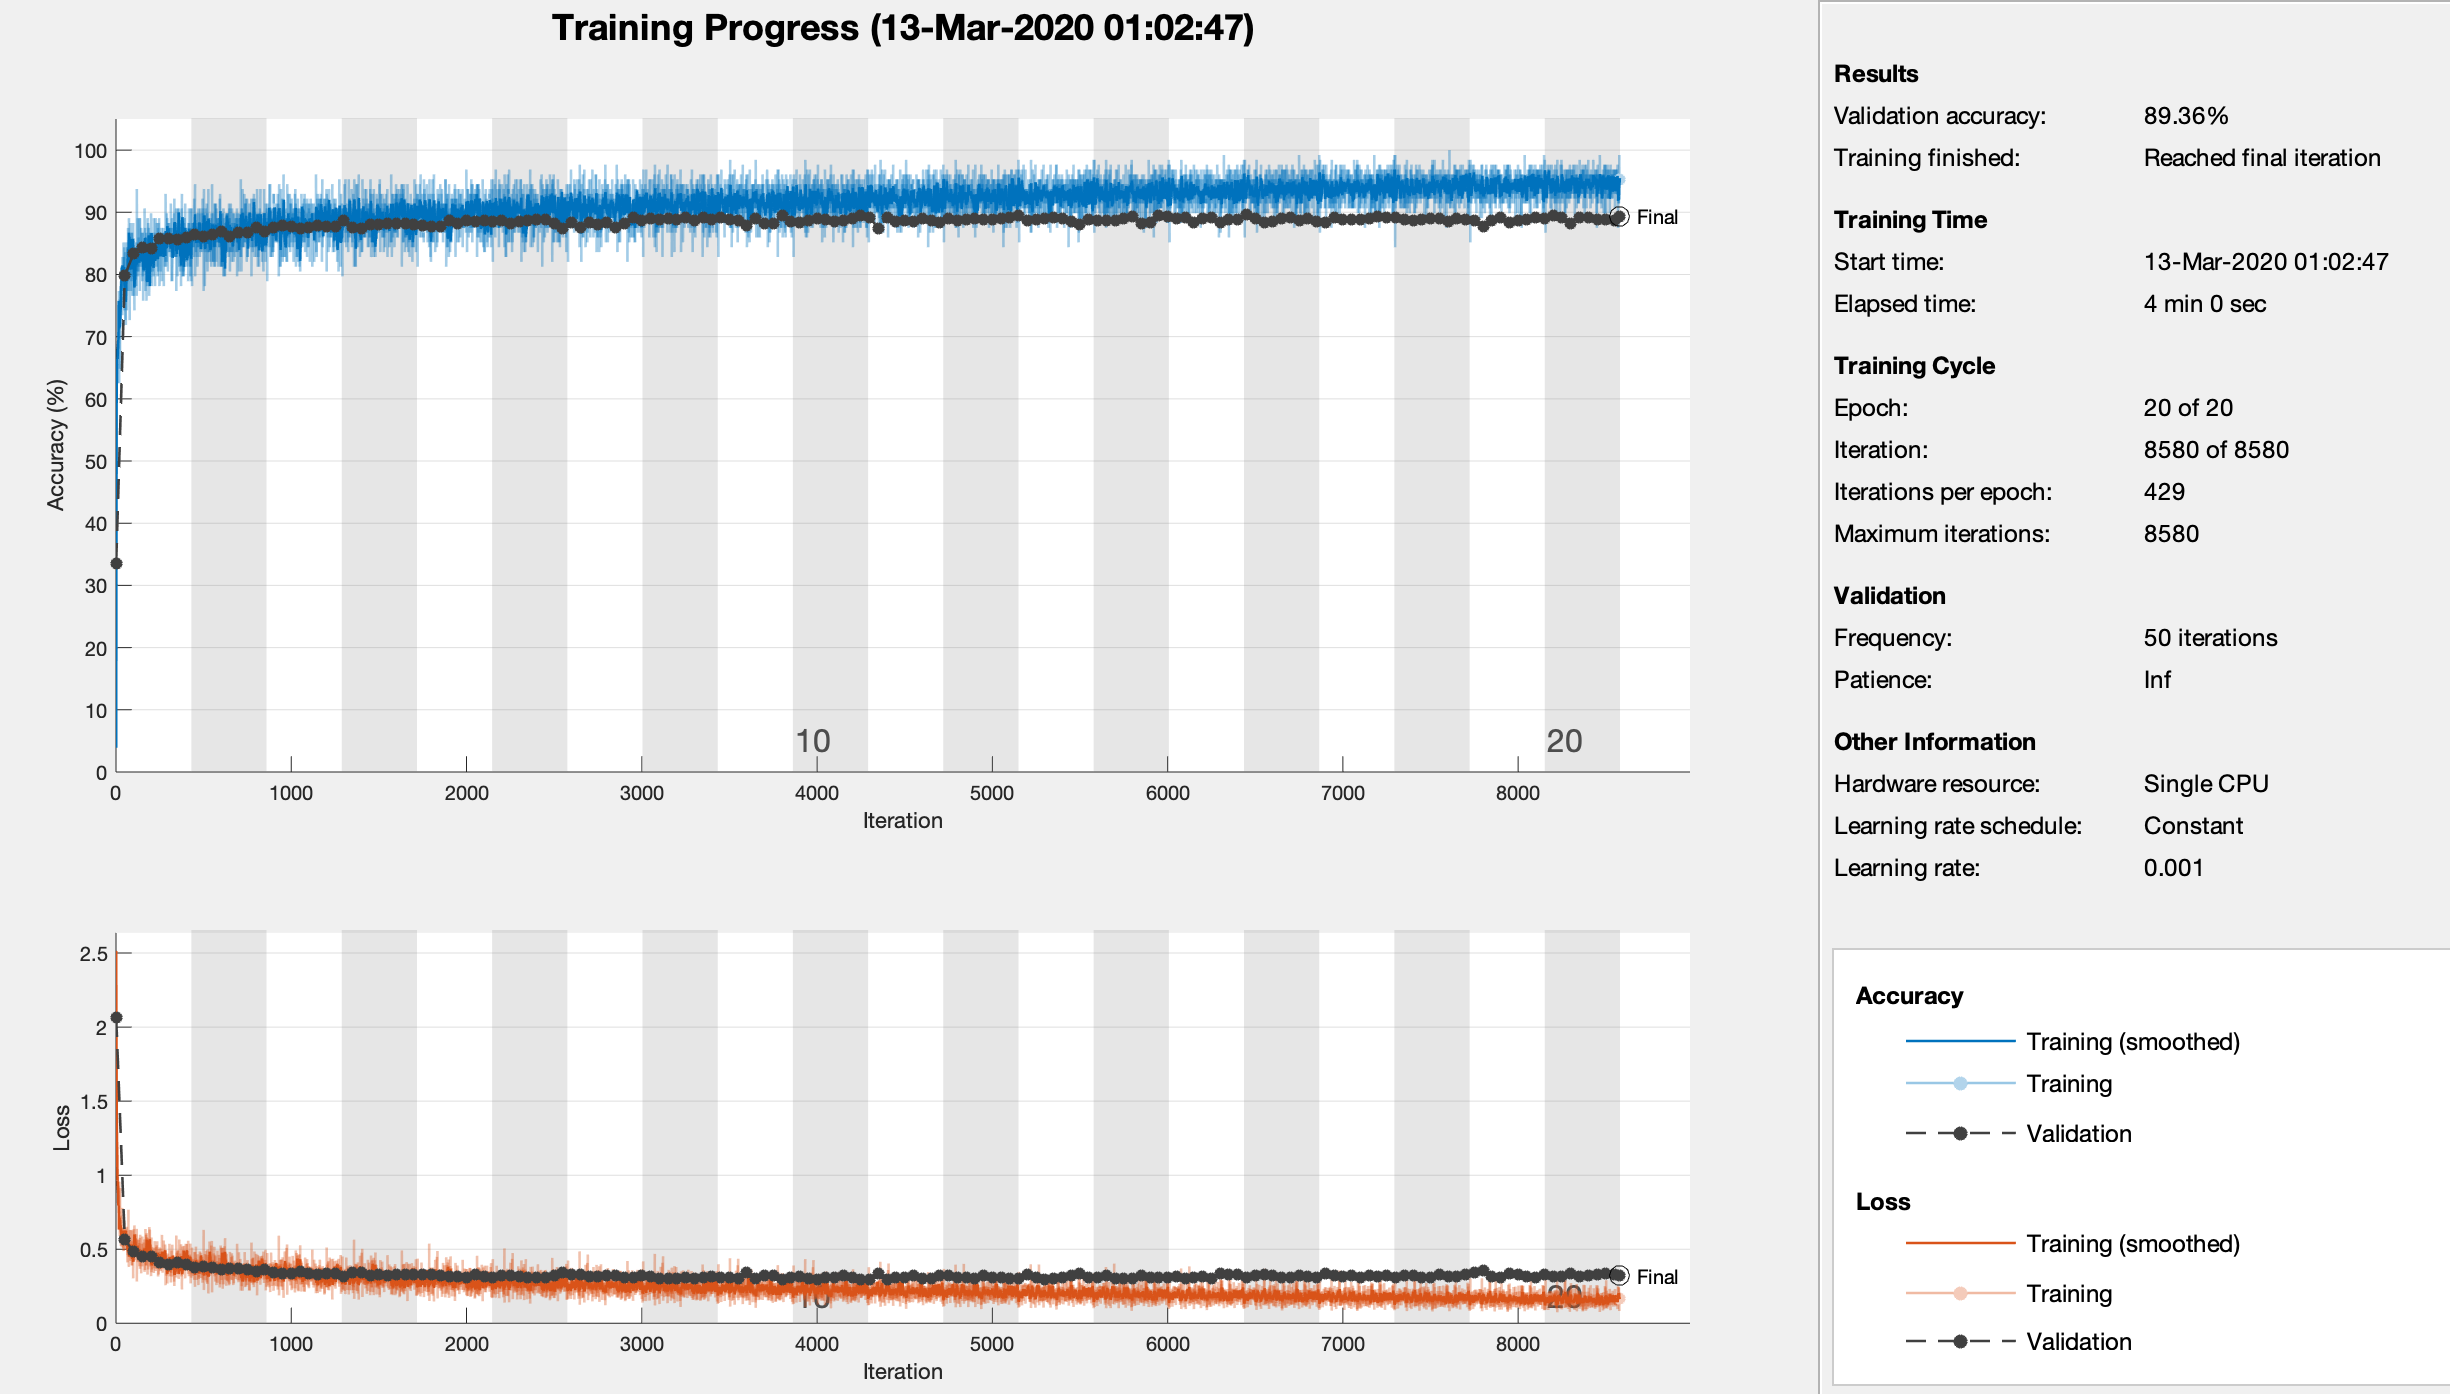 Training Progress (13-Mar-2020 01:02:47)
100
90
80
70
60
50
40
30
20
10
0
Accuracy (%)
Final
10
20
0 1000 2000 3000 4000 5000 6000 7000 8000
Iteration
2.5
2
1.5
1
0.5
0
Loss
Final
10
20
0 1000 2000 3000 4000 5000 6000 7000 8000
Iteration
Results
Validation accuracy: 89.36%
Training finished: Reached final iteration
Training Time
Start time: 13-Mar-2020 01:02:47
Elapsed time: 4 min 0 sec
Training Cycle
Epoch: 20 of 20
Iteration: 8580 of 8580
Iterations per epoch: 429
Maximum iterations: 8580
Validation
Frequency: 50 iterations
Patience: Inf
Other Information
Hardware resource: Single CPU
Learning rate schedule: Constant
Learning rate: 0.001
Accuracy
Training (smoothed)
Training
Validation
Loss
Training (smoothed)
Training
Validation